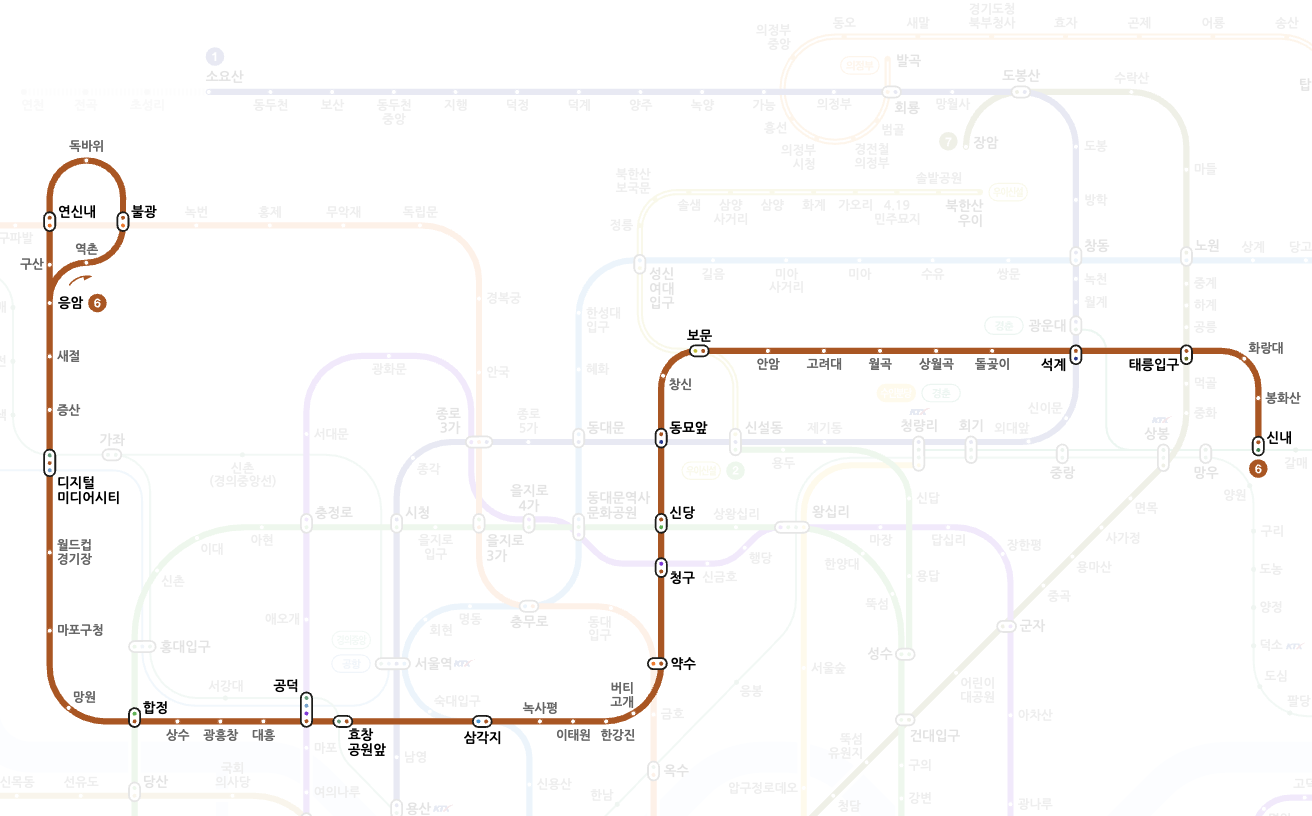 경기도청
북부청사
동오
새말
효자
곤제
어룡
송산
의정부
중앙
1
소요산
의정부
발곡
도봉산
수락산
탑
연천
전곡
청산
동두천
보산
동두천
중앙
지행
덕정
덕계
양주
녹양
가능
의정부
회룡
망월사
흥선
범골
의정부
시청
경전철
의정부
7
장암
도봉
마들
독바위
북한산
보국문
솔밭공원
우이신설
솔샘
삼양
사거리
삼양
화계
가오리
4.19
민주묘지
북한산
우이
방학
연신내
불광
녹번
홍제
무악재
독립문
정릉
구파발
역촌
구산
창동
노원
상계
당고
성신
여대
입구
길음
미아
사거리
미아
수유
쌍문
녹천
중계
응암
6
경복궁
한성대
입구
월계
하계
경춘
광운대
공릉
보문
새절
광화문
안국
혜화
안암
고려대
월곡
상월곡
돌곶이
석계
태릉입구
화랑대
창신
먹골
봉화산
증산
종로
3가
종로
5가
동대문
동묘앞
신설동
제기동
KTX
청량리
회기
외대앞
신이문
중화
KTX
상봉
신내
6
가좌
서대문
종각
신촌
(경의중앙선)
2
용두
중랑
망우
갈매
디지털
미디어시티
을지로
4가
동대문역사
문화공원
신답
양원
충정로
시청
신당
상왕십리
왕십리
면목
이대
아현
을지로
입구
을지로
3가
마장
답십리
장한평
사가정
구리
월드컵
경기장
행당
한양대
용마산
신촌
청구
신금호
용답
도농
뚝섬
중곡
애오개
명동
양정
마포구청
회현
충무로
동대
입구
군자
홍대입구
공항
서울역 KTX
약수
성수
덕소 KTX
서울숲
도심
서강대
공덕
숙대입구
버티
고개
응봉
어린이
대공원
팔당
망원
합정
녹사평
금호
아차산
상수
광흥창
대흥
효창
공원앞
삼각지
이태원
한강진
건대입구
마포
남영
뚝섬
유원지
신목동
선유도
국회
의사당
당산
여의나루
신용산
옥수
한남
압구정로데오
구의
강변
청담
광나루
용산 KTX
고덕